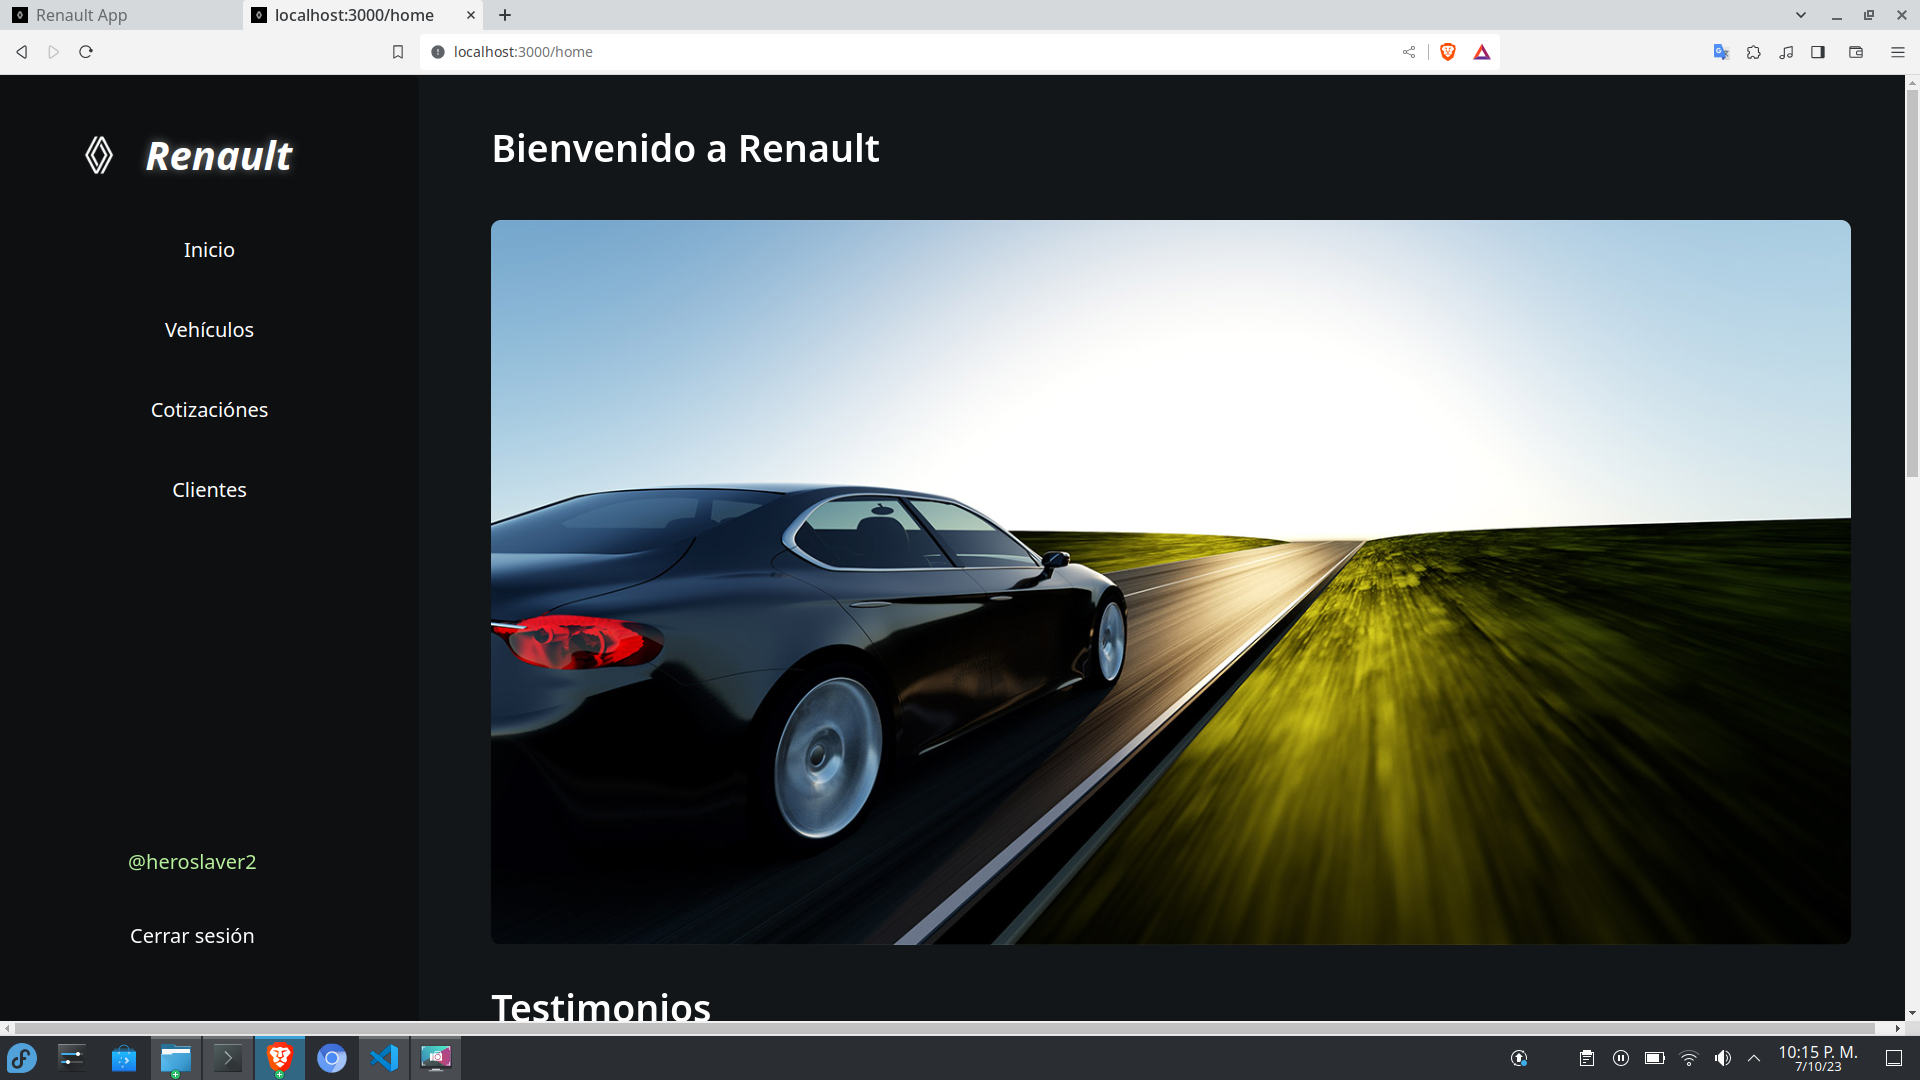 Renault App
localhost:3000/home
localhost:3000/home
Renault
Inicio
Vehículos
Cotizaciónes
Clientes
@heroslaver2
Cerrar sesión
Bienvenido a Renault
Testimonios
10:15 P. M.
7/10/23